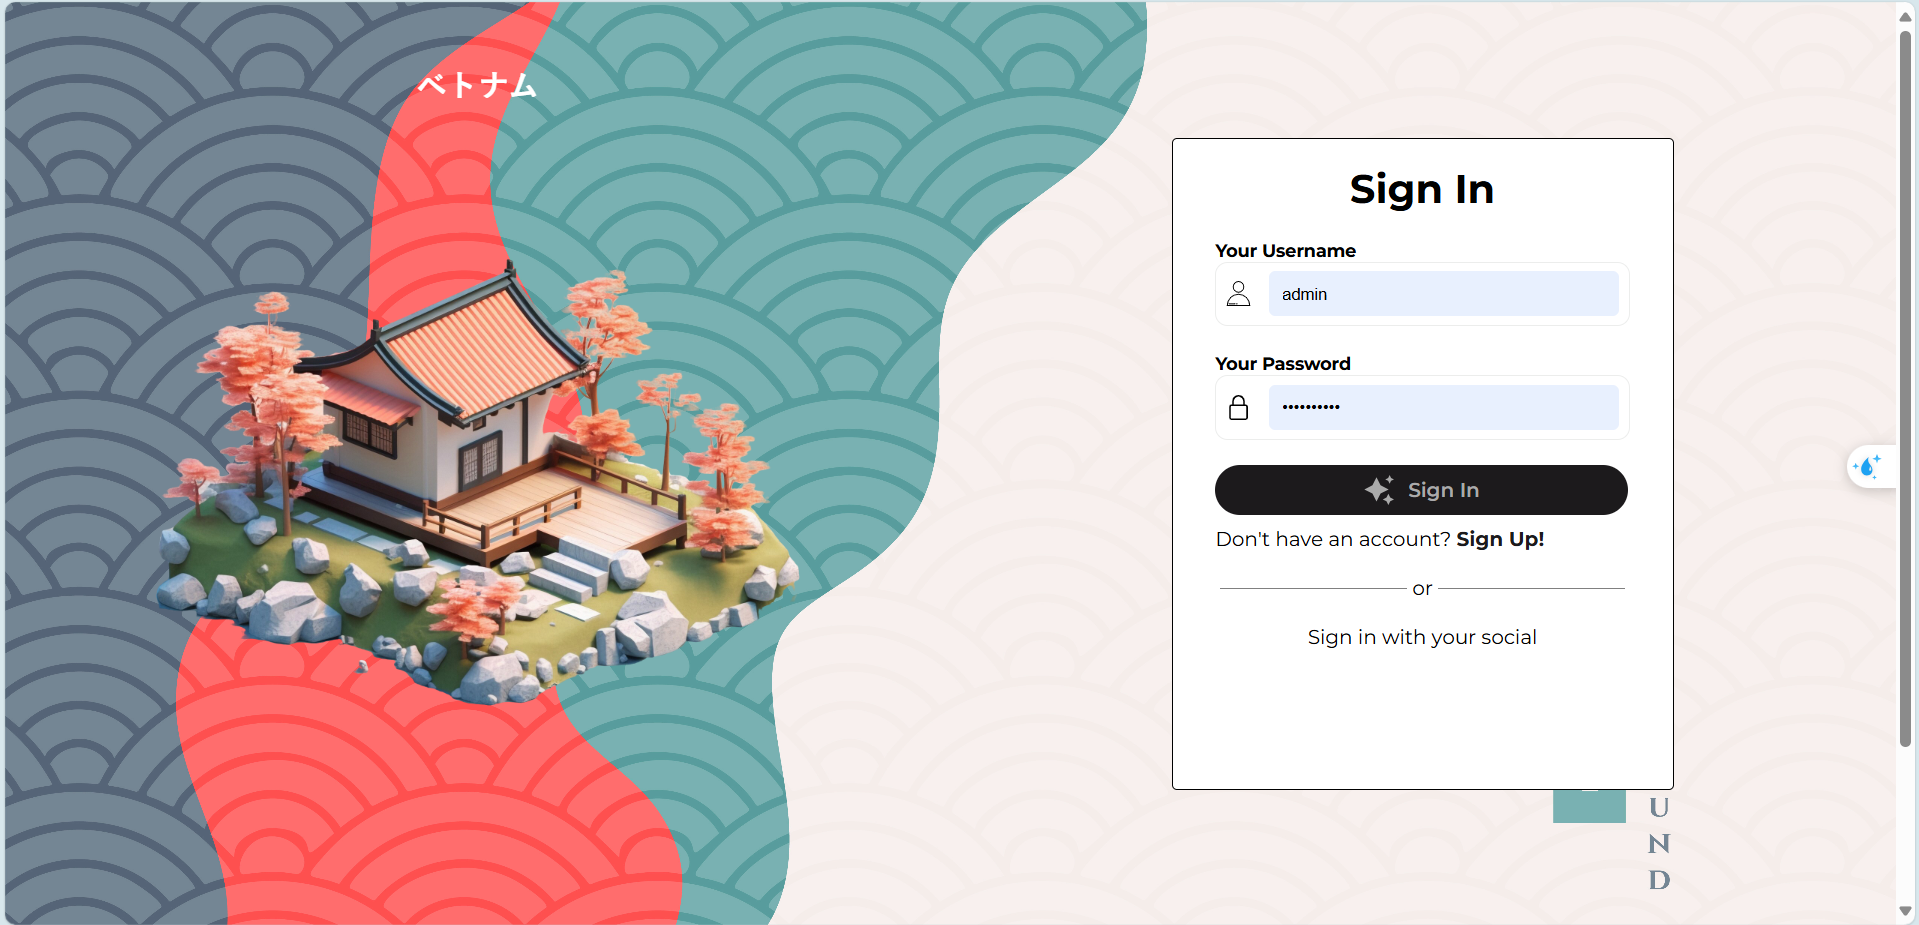 ベトナム
Sign In
Your Username
admin
Your Password
••••••••••
Sign In
Don't have an account? Sign Up!
or
Sign in with your social
U
N
D